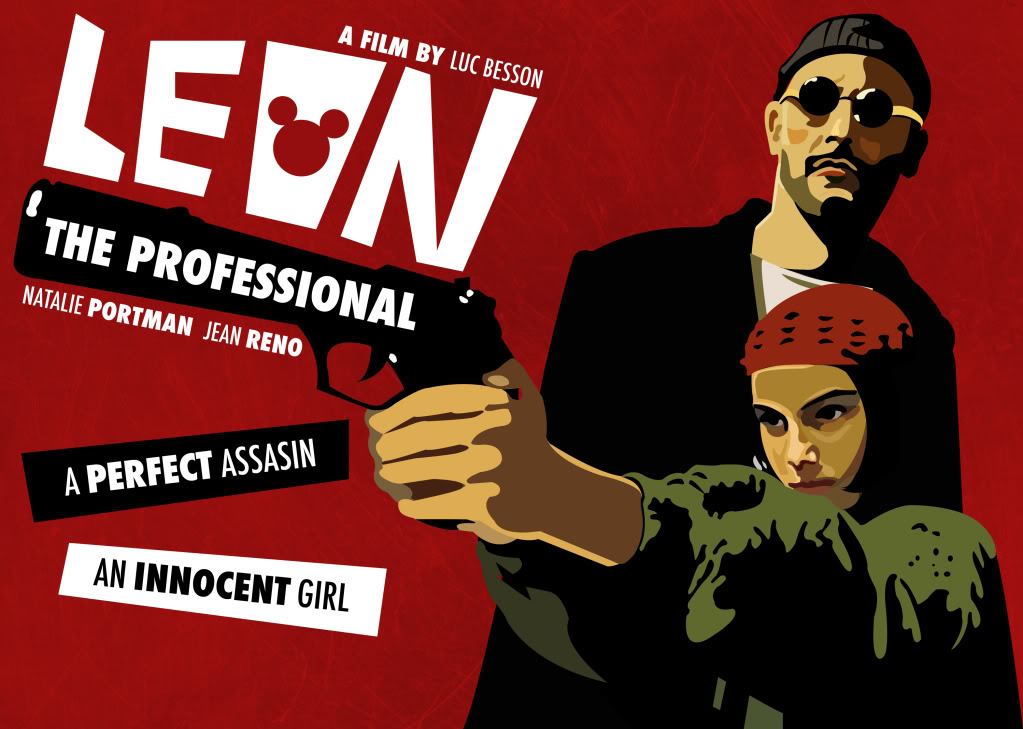 A FILM BY LUC BESSON
LEON
THE PROFESSIONAL
NATALIE PORTMAN JEAN RENO
A PERFECT ASSASIN
AN INNOCENT GIRL